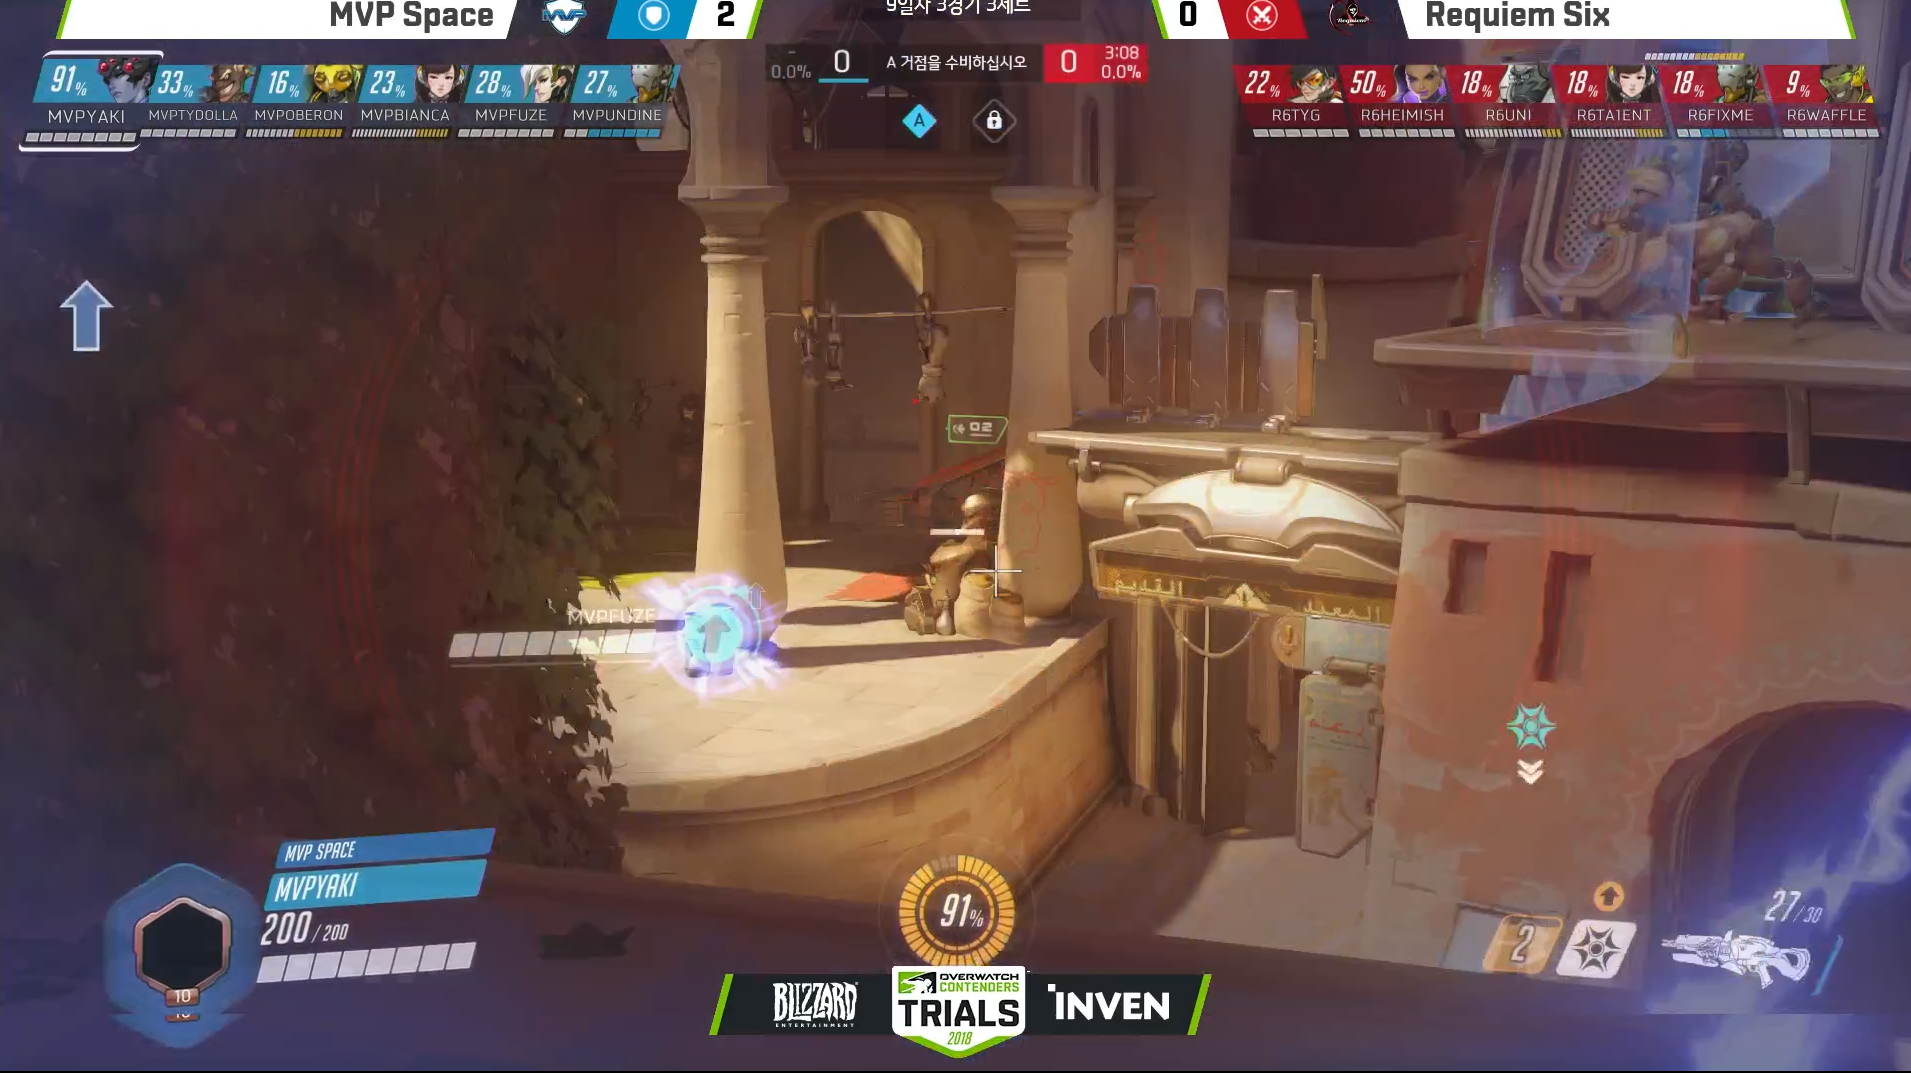 MVP Space
MVP
2
9일차 3경기 3세트
0
Requiem Six
91%
33%
16%
23%
28%
27%
MVPYAKI
MVPTYDOLLA
MVPOBERON
MVPBIANCA
MVPFUZE
MVPUNDINE
0.0%
0
A 거점을 수비하십시오
0
3:08
0.0%
A
22%
50%
18%
18%
18%
9%
R6TYG
R6HEIMISH
R6UNI
R6TA1ENT
R6FIXME
R6WAFFLE
02
MVPFUZE
MVP SPACE
MVPYAKI
200/200
10
91%
2
27/30
BLIZZARD
ENTERTAINMENT
OVERWATCH
CONTENDERS
TRIALS
2018
INVEN